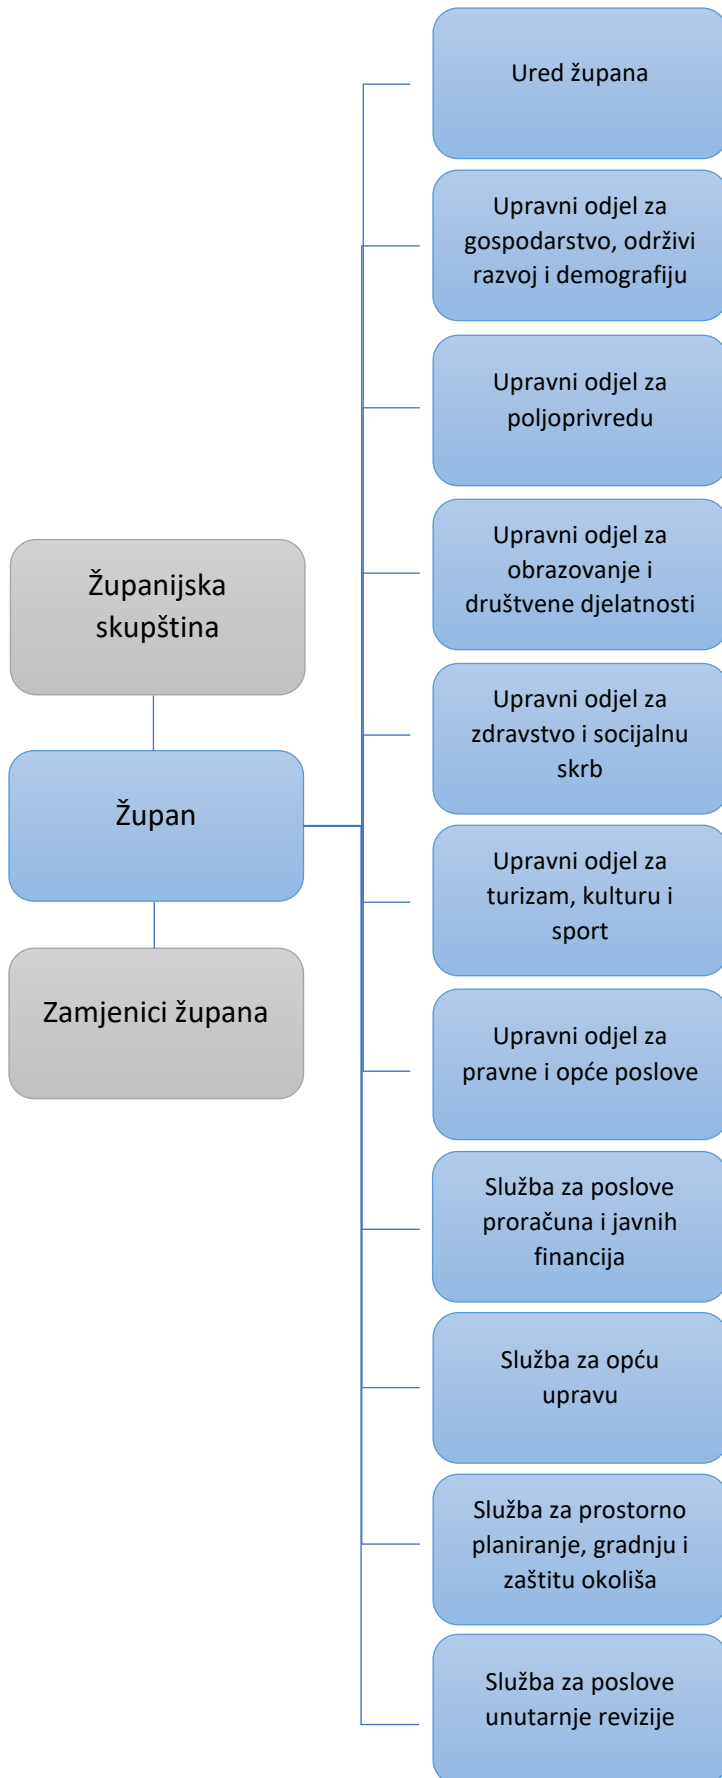 Županijska
skupština
Župan
Zamjenici župana
Ured župana
Upravni odjel za
gospodarstvo, održivi
razvoj i demografiju
Upravni odjel za
poljoprivredu
Upravni odjel za
obrazovanje i
društvene djelatnosti
Upravni odjel za
zdravstvo i socijalnu
skrb
Upravni odjel za
turizam, kulturu i
sport
Upravni odjel za
pravne i opće poslove
Služba za poslove
proračuna i javnih
financija
Služba za opću
upravu
Služba za prostorno
planiranje, gradnju i
zaštitu okoliša
Služba za poslove
unutarnje revizije